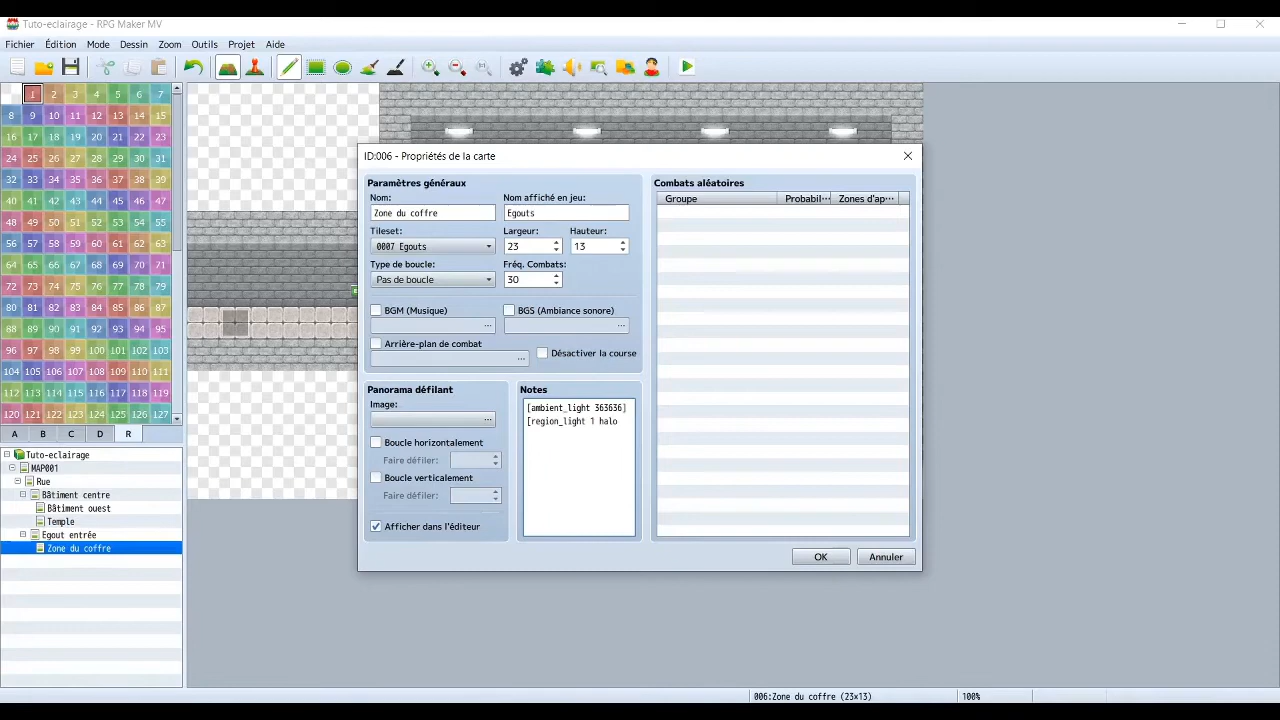 Tuto-eclairage - RPG Maker MV
Fichier Édition Mode Dessin Zoom Outils Projet Aide
1 2 3 4 5 6 7
8 9 10 11 12 13 14 15
16 17 18 19 20 21 22 23
24 25 26 27 28 29 30 31
32 33 34 35 36 37 38 39
40 41 42 43 44 45 46 47
48 49 50 51 52 53 54 55
56 57 58 59 60 61 62 63
64 65 66 67 68 69 70 71
72 73 74 75 76 77 78 79
80 81 82 83 84 85 86 87
88 89 90 91 92 93 94 95
96 97 98 99 100 101 102 103
104 105 106 107 108 109 110 111
112 113 114 115 116 117 118 119
120 121 122 123 124 125 126 127
A B C D R
Tuto-eclairage
MAP001
Rue
Bâtiment centre
Bâtiment ouest
Temple
Egout entrée
Zone du coffre
ID:006 - Propriétés de la carte
Paramètres généraux
Nom: Nom affiché en jeu:
Zone du coffre Egouts
Tileset: Largeur: Hauteur:
0007 Egouts 23 13
Type de boucle: Fréq. Combats:
Pas de boucle 30
BGM (Musique) BGS (Ambiance sonore)
Arrière-plan de combat
Désactiver la course
Panorama défilant
Image:
Boucle horizontalement
Faire défiler:
Boucle verticalement
Faire défiler:
Afficher dans l'éditeur
Notes
[ambient_light 363636]
[region_light 1 halo
Combats aléatoires
Groupe Probabil··· Zones d'ap···
OK Annuler
006:Zone du coffre (23×13) 100%